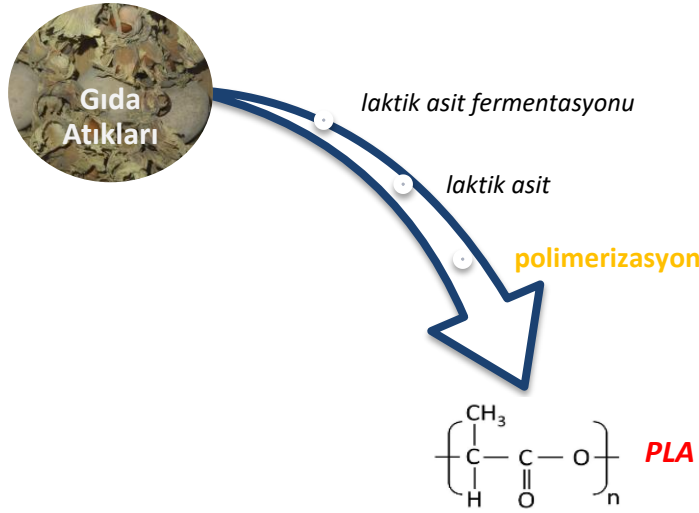 Gıda
Atıkları
laktik asit fermentasyonu
laktik asit
polimerizasyon
CH₃
C
C
O
n
PLA
H
O